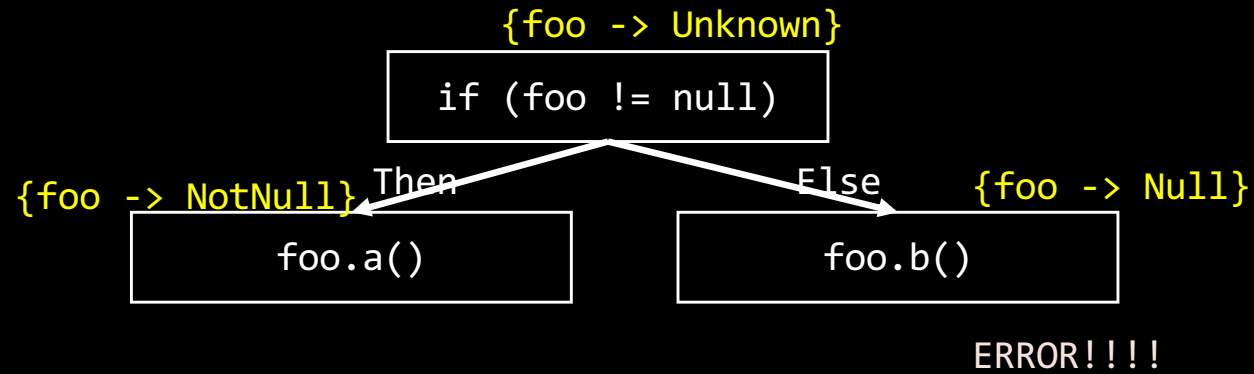 {foo -> Unknown}
if (foo != null)
Then
Else
{foo -> NotNull}
{foo -> Null}
foo.a()
foo.b()
ERROR!!!!